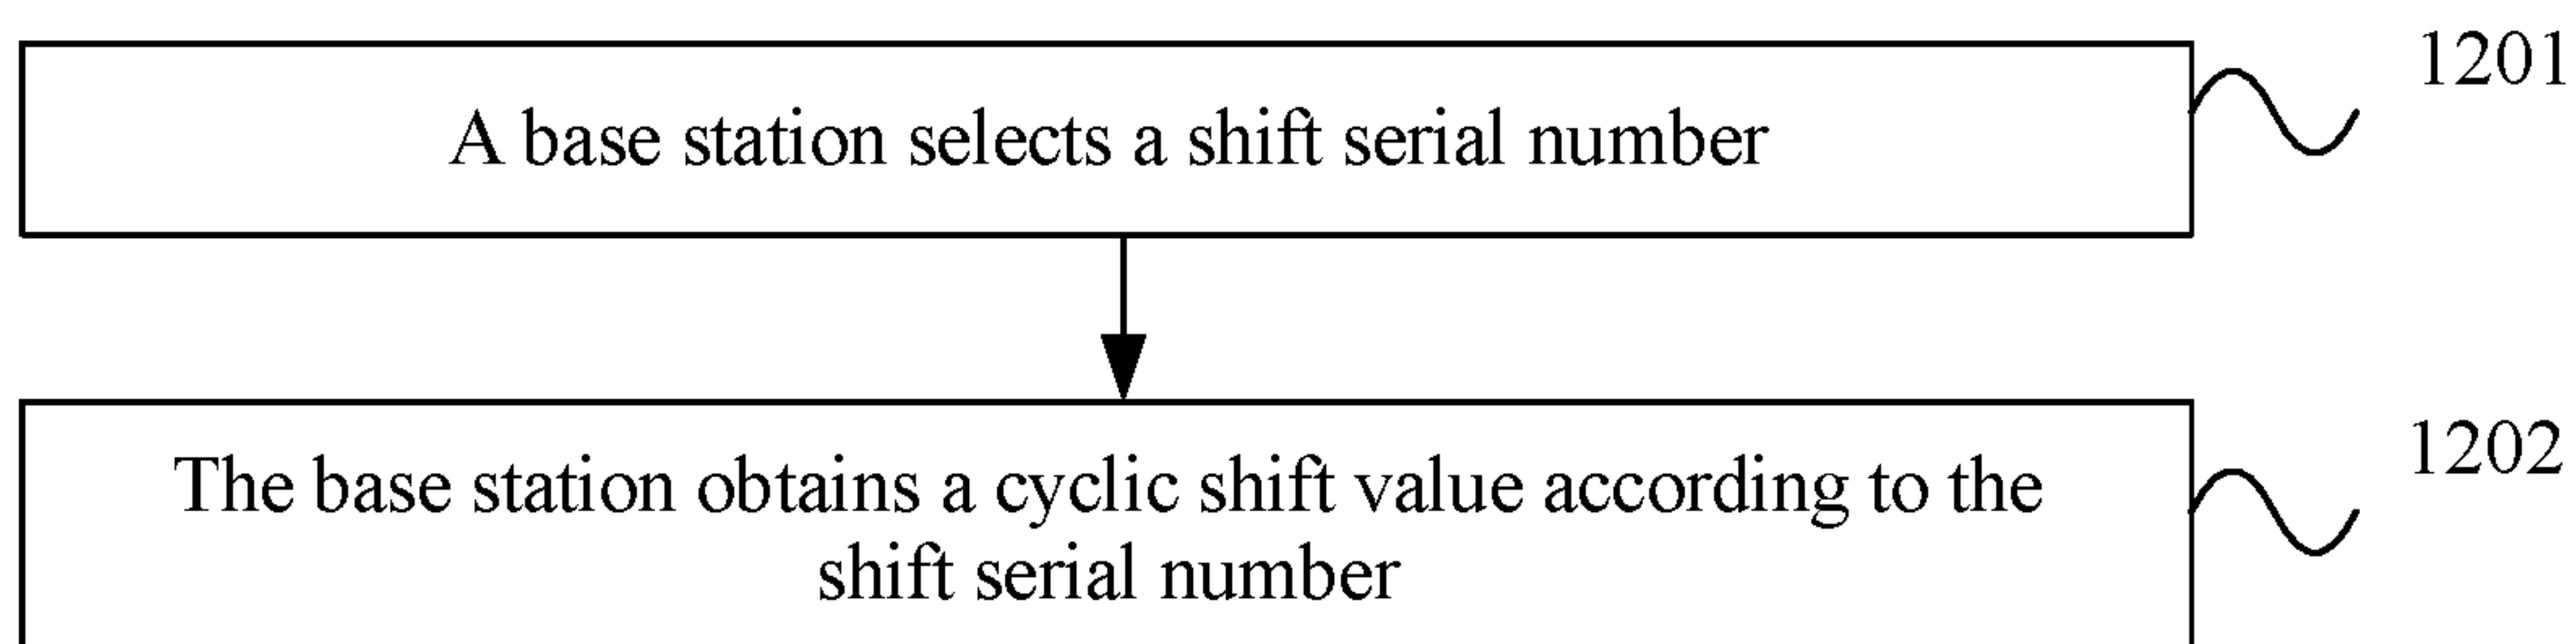 1201
A base station selects a shift serial number
1202
The base station obtains a cyclic shift value according to the
shift serial number